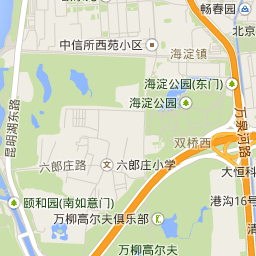 畅春园
中信所西苑小区
北京
海淀镇
海淀公园(东门)
海淀公园
万泉河路
昆明湖东路
双桥西
六郎庄路
六郎庄小学
大恒科
颐和园(南如意门)
港沟16号
万柳高尔夫俱乐部
万柳高尔夫